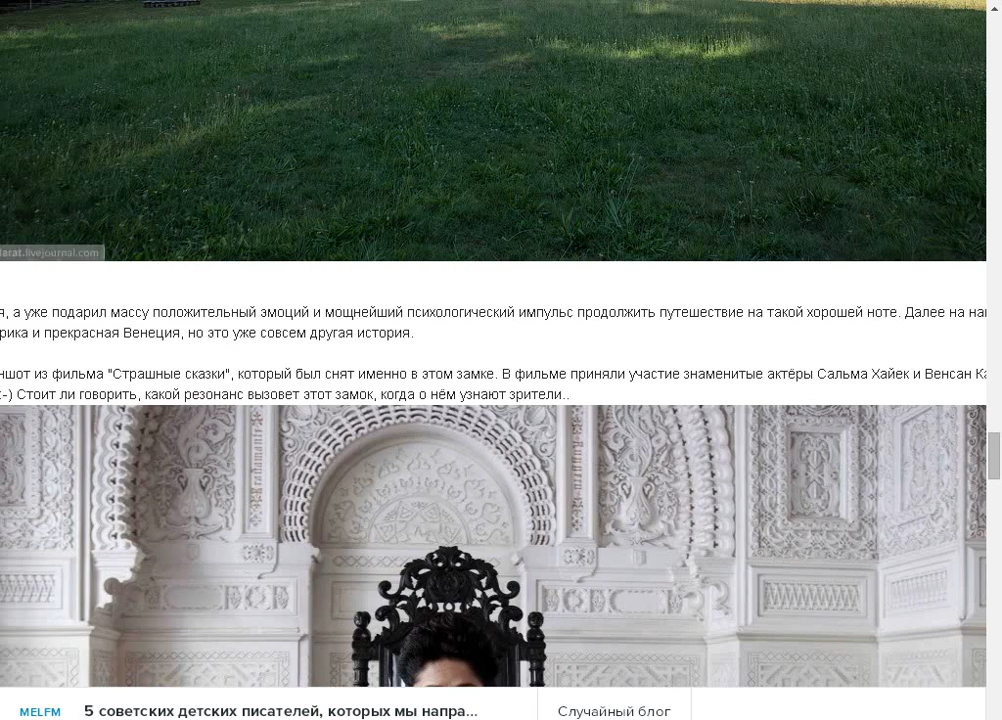 larat.livejournal.com
я, а уже подарил массу положительный эмоций и мощнейший психологический импульс продолжить путешествие на такой хорошей ноте. Далее на на
рика и прекрасная Венеция, но это уже совсем другая история.
ншот из фильма "Страшные сказки", который был снят именно в этом замке. В фильме приняли участие знаменитые актёры Сальма Хайек и Венсан Ка
:-) Стоит ли говорить, какой резонанс вызовет этот замок, когда о нём узнают зрители..
MELFM 5 советских детских писателей, которых мы напра... Случайный блог